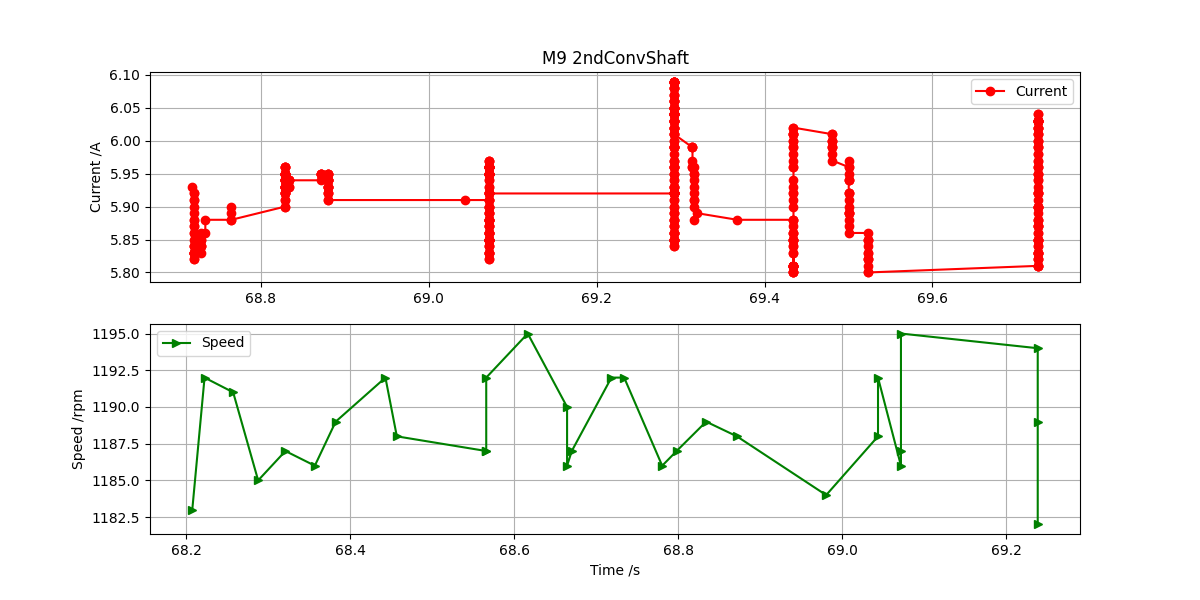 M9 2ndConvShaft
Current /A
6.10
6.05
6.00
5.95
5.90
5.85
5.80
Current
68.8 69.0 69.2 69.4 69.6
Speed /rpm
1195.0
1192.5
1190.0
1187.5
1185.0
1182.5
Speed
68.2 68.4 68.6 68.8 69.0 69.2
Time /s